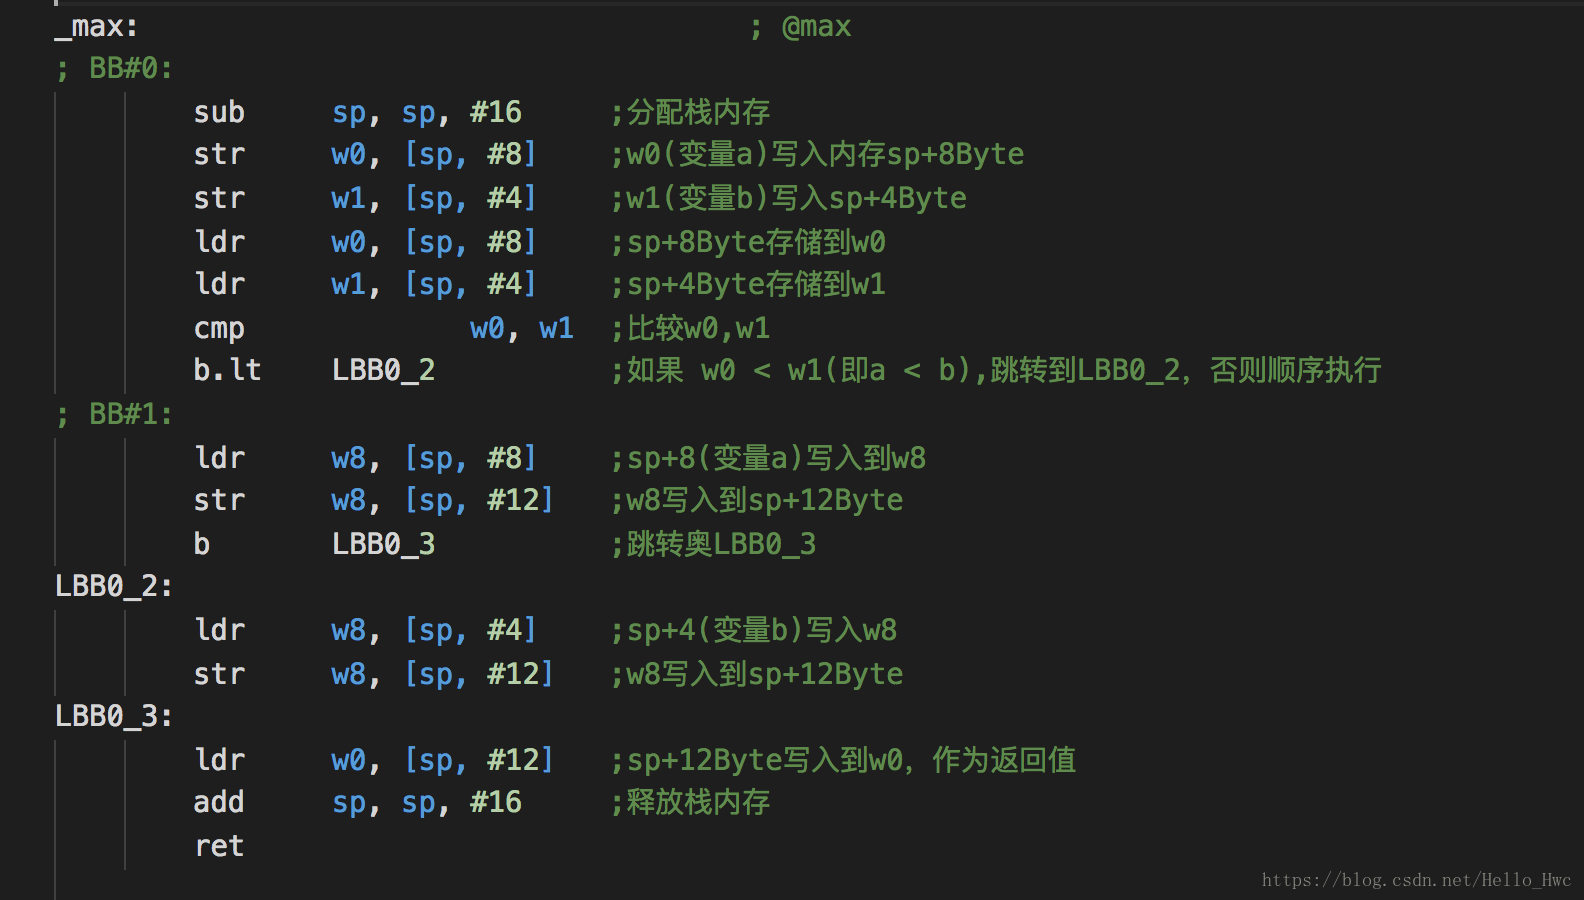 _max: ; @max
; BB#0:
sub sp, sp, #16 ;分配栈内存
str w0, [sp, #8] ;w0(变量a)写入内存sp+8Byte
str w1, [sp, #4] ;w1(变量b)写入sp+4Byte
ldr w0, [sp, #8] ;sp+8Byte存储到w0
ldr w1, [sp, #4] ;sp+4Byte存储到w1
cmp w0, w1 ;比较w0,w1
b.lt LBB0_2 ;如果 w0 < w1(即a < b),跳转到LBB0_2，否则顺序执行
; BB#1:
ldr w8, [sp, #8] ;sp+8(变量a)写入到w8
str w8, [sp, #12] ;w8写入到sp+12Byte
b LBB0_3 ;跳转奥LBB0_3
LBB0_2:
ldr w8, [sp, #4] ;sp+4(变量b)写入w8
str w8, [sp, #12] ;w8写入到sp+12Byte
LBB0_3:
ldr w0, [sp, #12] ;sp+12Byte写入到w0，作为返回值
add sp, sp, #16 ;释放栈内存
ret
https://blog.csdn.net/Hello_Hwc